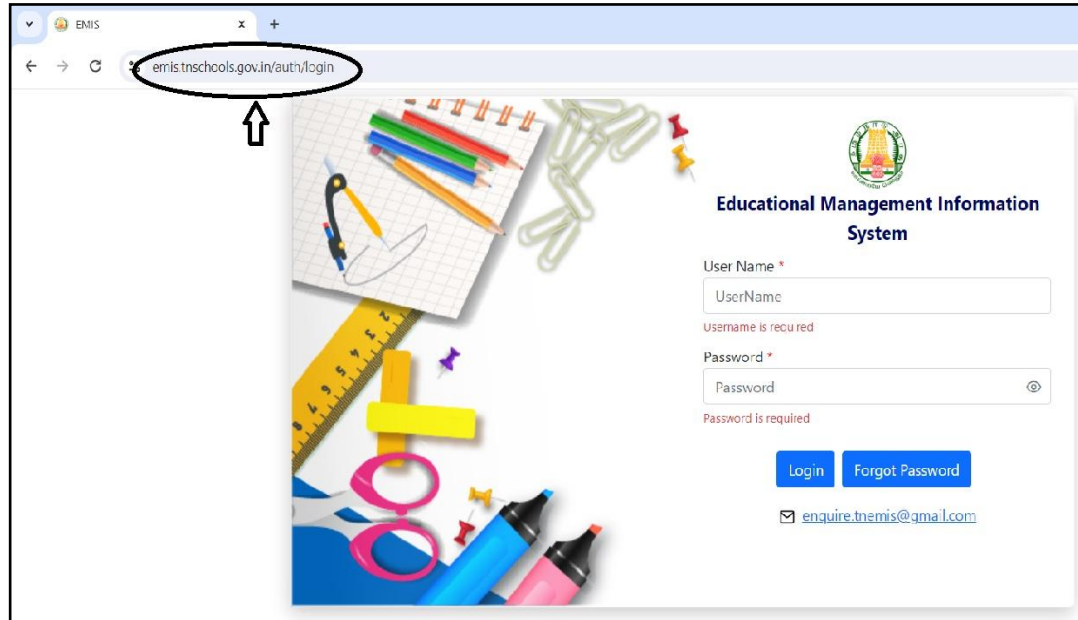 EMIS
emis.tnschools.gov.in/auth/login
Educational Management Information
System
User Name *
UserName
Username is required
Password *
Password
Password is required
Login Forgot Password
enquire.tnemis@gmail.com